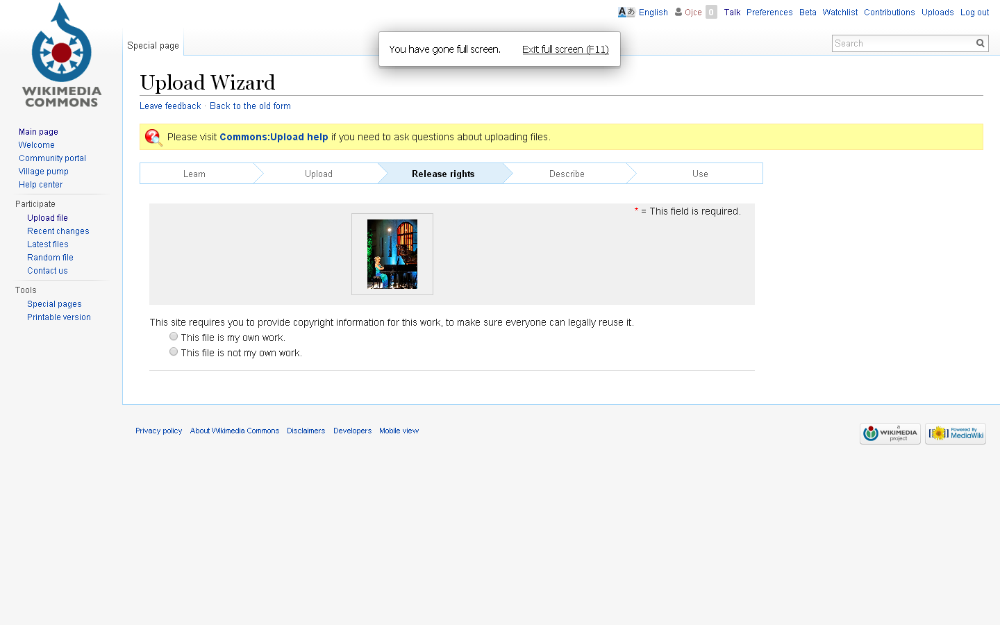 Aあ English Ojce 0 Talk Preferences Beta Watchlist Contributions Uploads Log out
Special page
You have gone full screen. Exit full screen (F11)
Search
WIKIMEDIA
COMMONS
Upload Wizard
Leave feedback · Back to the old form
Please visit Commons:Upload help if you need to ask questions about uploading files.
Learn Upload Release rights Describe Use
* = This field is required.
This site requires you to provide copyright information for this work, to make sure everyone can legally reuse it.
This file is my own work.
This file is not my own work.
Main page
Welcome
Community portal
Village pump
Help center
Participate
Upload file
Recent changes
Latest files
Random file
Contact us
Tools
Special pages
Printable version
Privacy policy About Wikimedia Commons Disclaimers Developers Mobile view
a
WIKIMEDIA
project
Powered By
MediaWiki